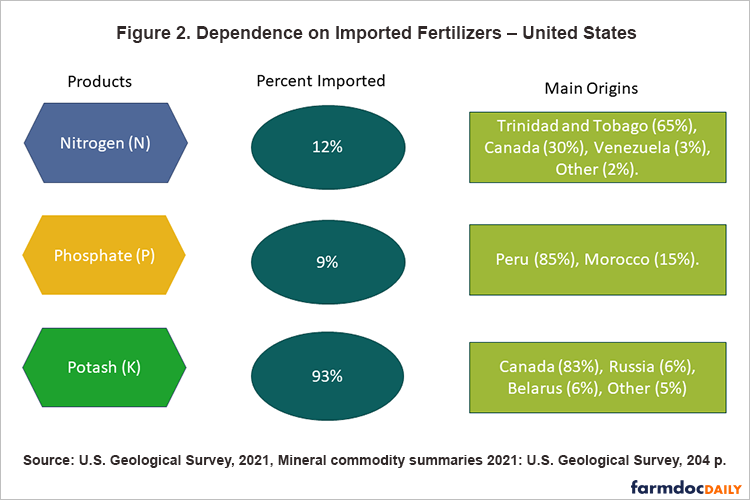 Figure 2. Dependence on Imported Fertilizers – United States
Products
Percent Imported
Main Origins
Nitrogen (N)
12%
Trinidad and Tobago (65%),
Canada (30%), Venezuela (3%),
Other (2%).
Phosphate (P)
9%
Peru (85%), Morocco (15%).
Potash (K)
93%
Canada (83%), Russia (6%),
Belarus (6%), Other (5%)
Source: U.S. Geological Survey, 2021, Mineral commodity summaries 2021: U.S. Geological Survey, 204 p.
farmdocDAILY